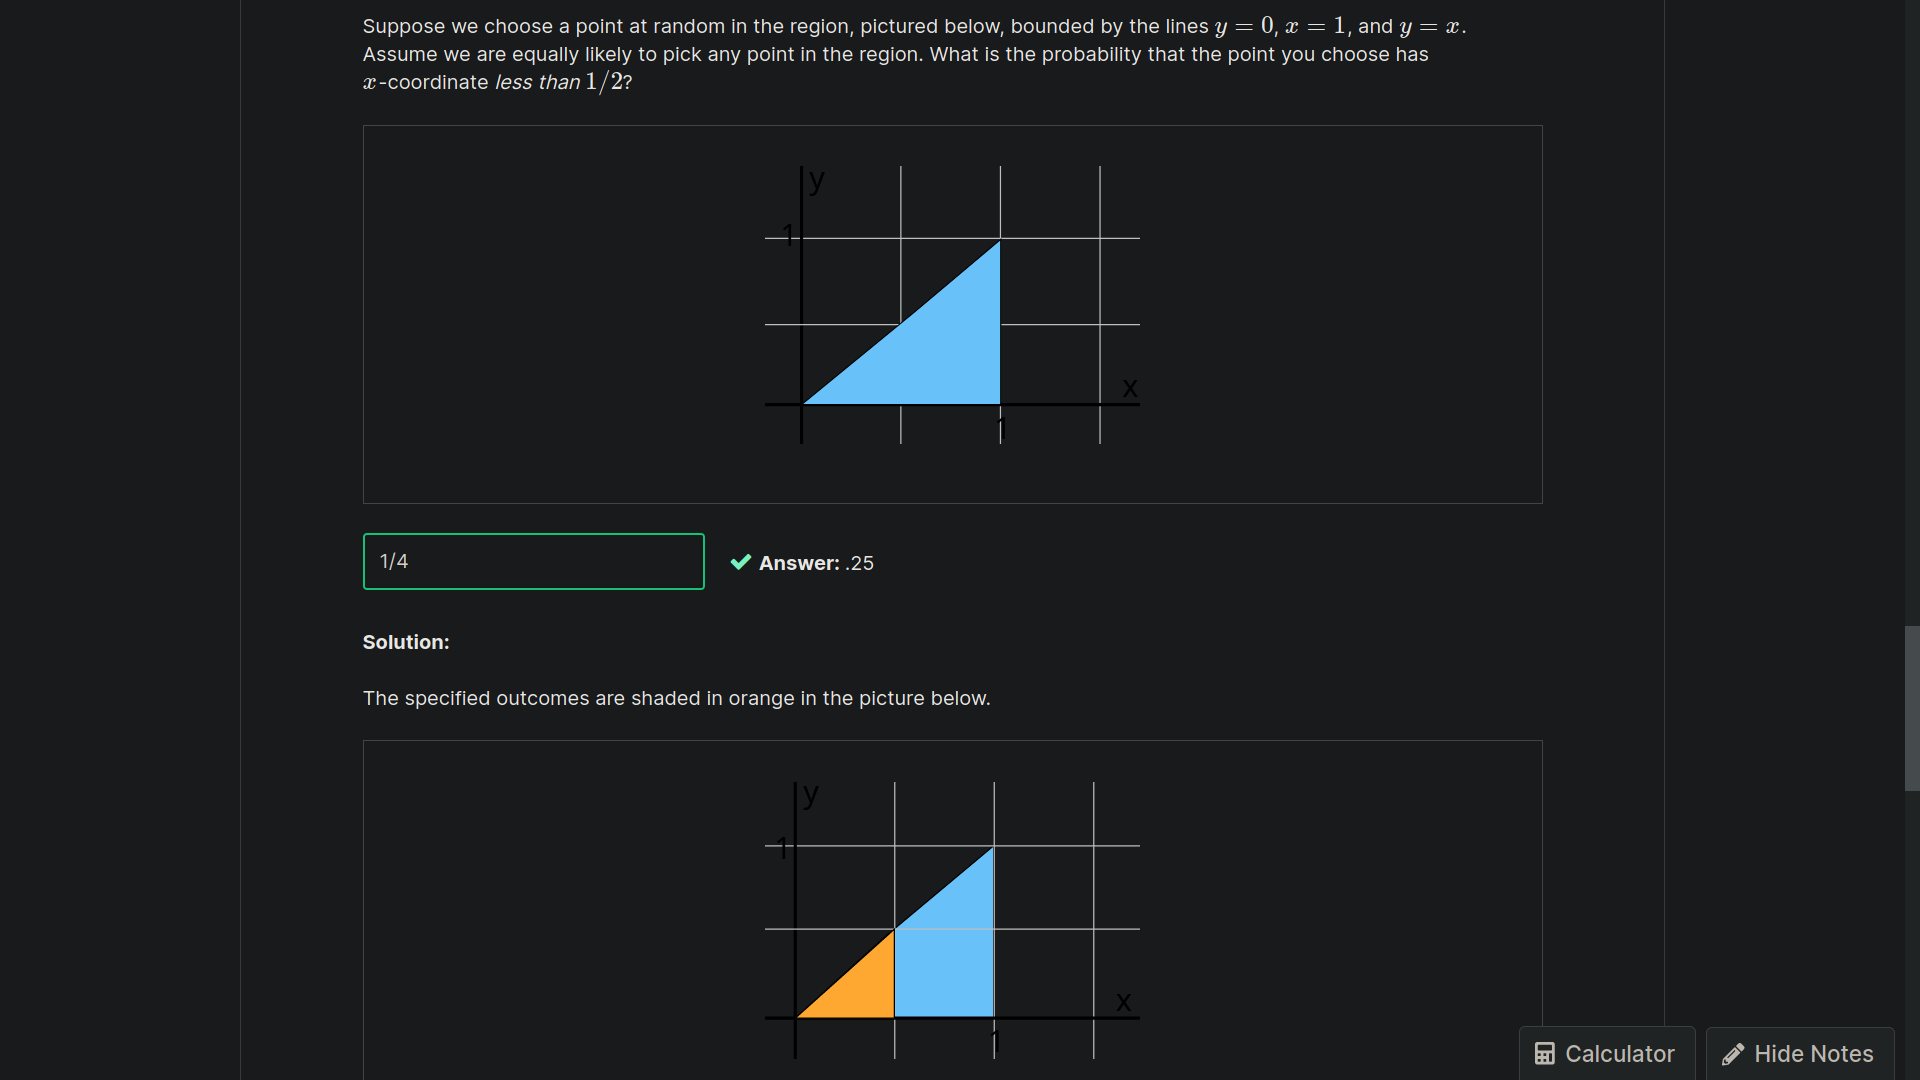 Suppose we choose a point at random in the region, pictured below, bounded by the lines y = 0, x = 1, and y = x.
Assume we are equally likely to pick any point in the region. What is the probability that the point you choose has
x-coordinate less than 1/2?
y
1
x
1
1/4
Answer: .25
Solution:
The specified outcomes are shaded in orange in the picture below.
y
1
x
1
Calculator
Hide Notes